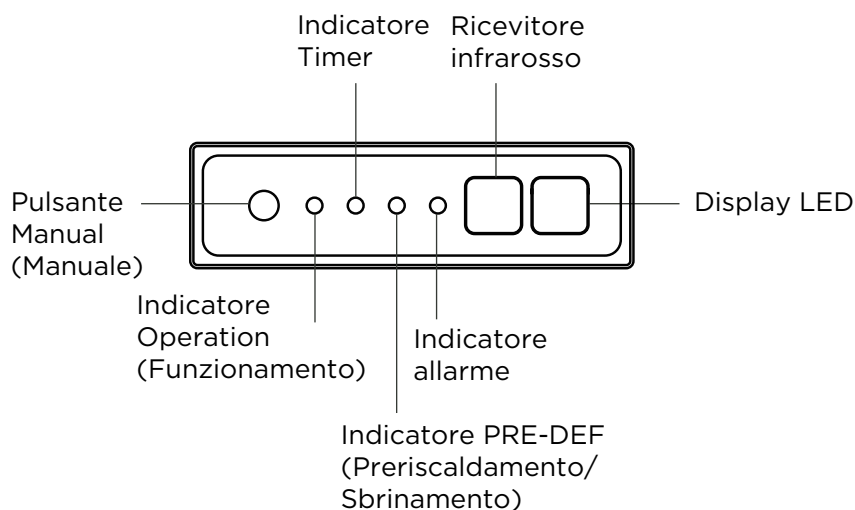 Indicatore
Timer
Ricevitore
infrarosso
Pulsante
Manual
(Manuale)
Display LED
Indicatore
Operation
(Funzionamento)
Indicatore
allarme
Indicatore PRE-DEF
(Preriscaldamento/
Sbrinamento)